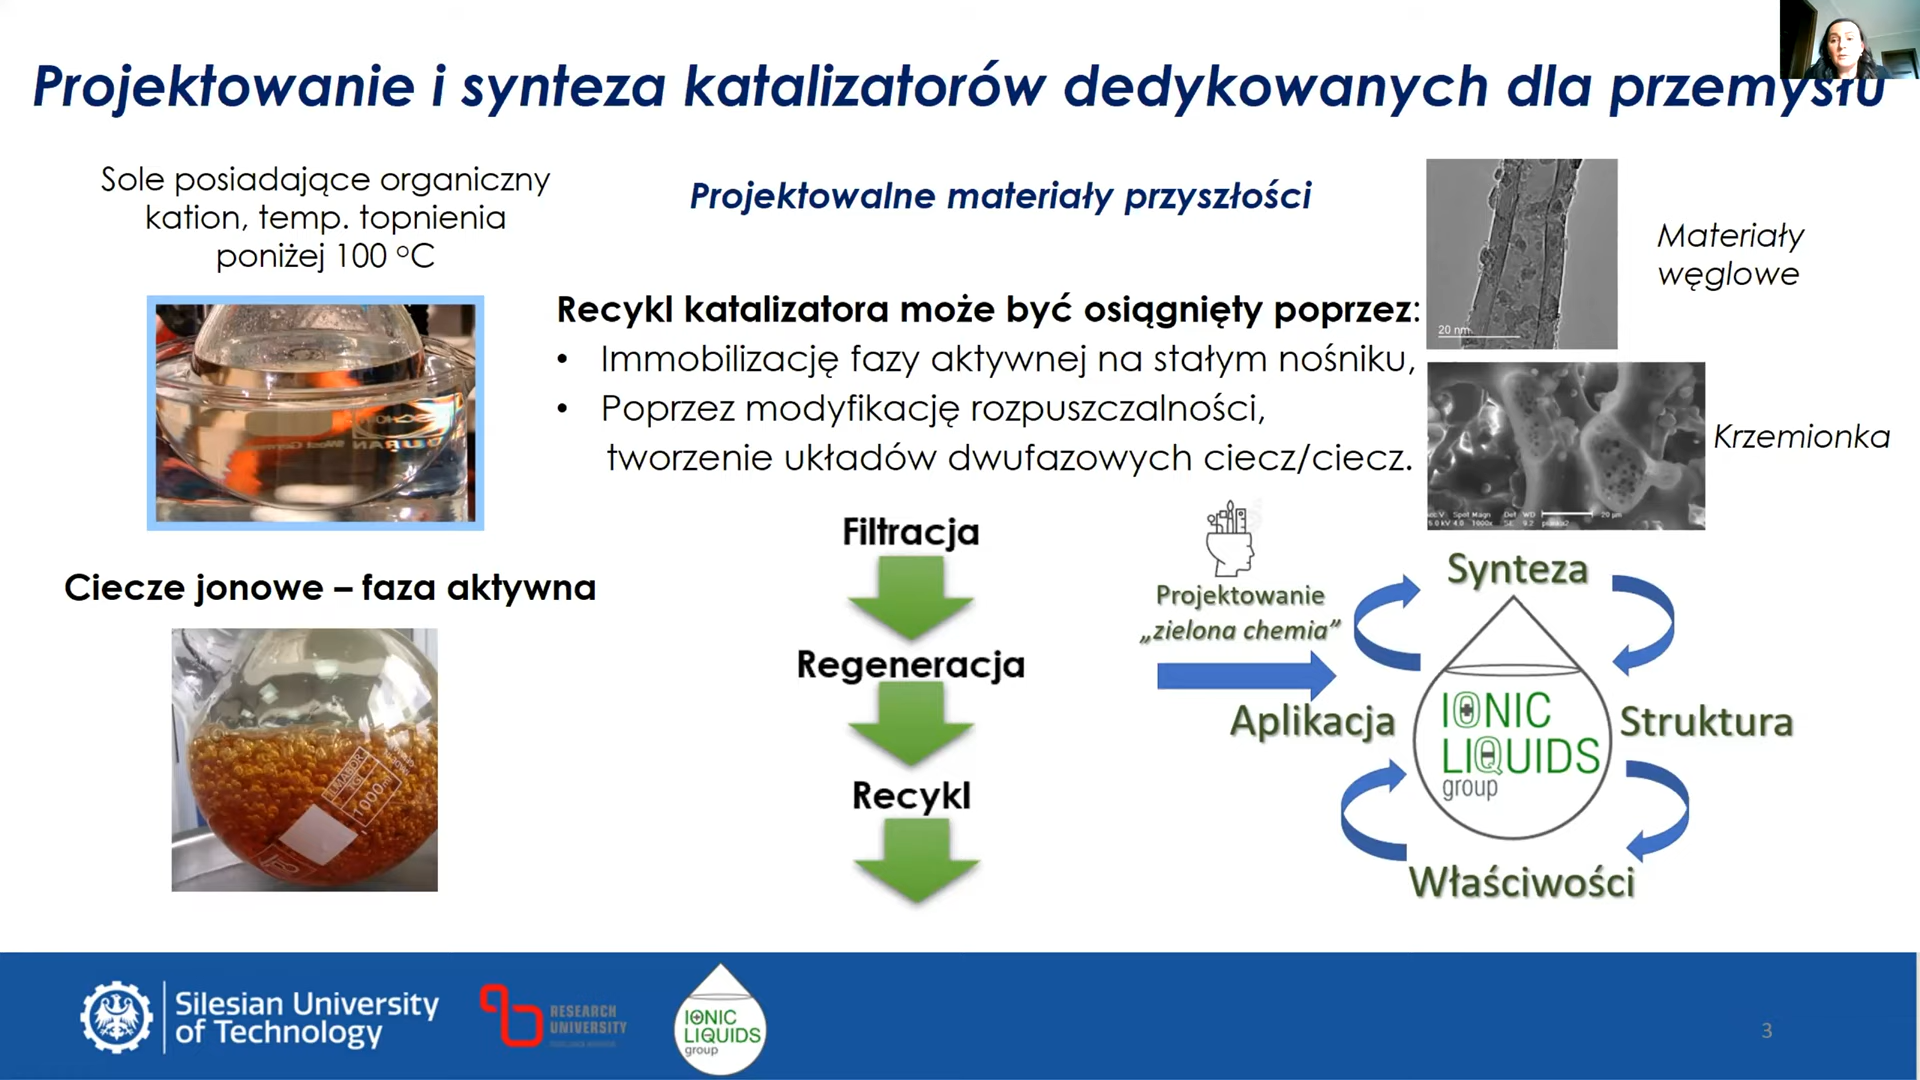 Projektowanie i synteza katalizatorów dedykowanych dla przemysłu
Sole posiadające organiczny
kation, temp. topnienia
poniżej 100 °C
Ciecze jonowe – faza aktywna
1000
Projektowalne materiały przyszłości
Recykl katalizatora może być osiągnięty poprzez:
• Immobilizację fazy aktywnej na stałym nośniku,
• Poprzez modyfikację rozpuszczalności,
tworzenie układów dwufazowych ciecz/ciecz.
Filtracja
Regeneracja
Recykl
20 nm
Materiały
węglowe
Krzemionka
Projektowanie
„zielona chemia”
Synteza
Aplikacja
Struktura
Właściwości
IONIC
LIQUIDS
group
Silesian University
of Technology
RESEARCH
UNIVERSITY
IONIC
LIQUIDS
group
3